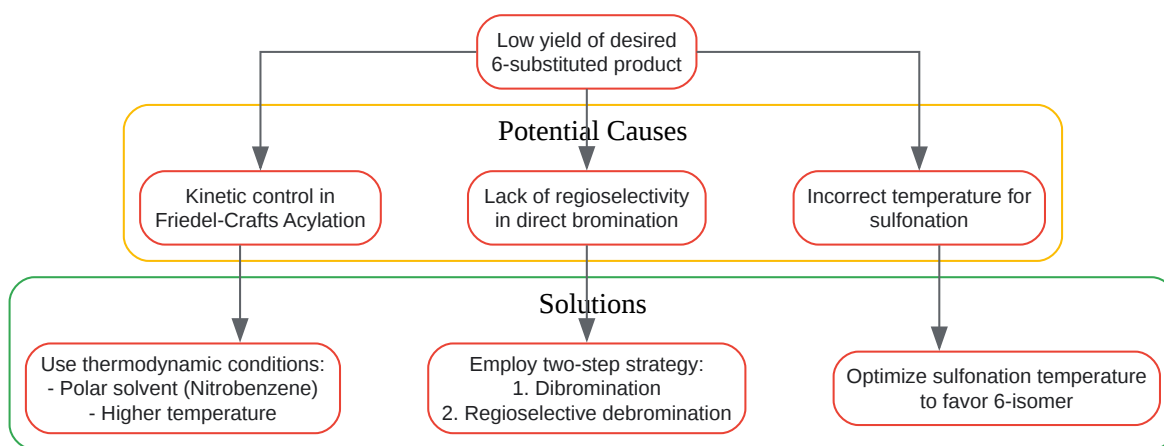 Low yield of desired
6-substituted product
Potential Causes
Kinetic control in
Friedel-Crafts Acylation
Lack of regioselectivity
in direct bromination
Incorrect temperature for
sulfonation
Solutions
Use thermodynamic conditions:
- Polar solvent (Nitrobenzene)
- Higher temperature
Employ two-step strategy:
1. Dibromination
2. Regioselective debromination
Optimize sulfonation temperature
to favor 6-isomer